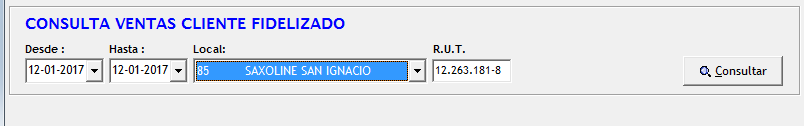 CONSULTA VENTAS CLIENTE FIDELIZADO
Desde : Hasta : Local: R.U.T.
12-01-2017 12-01-2017 85 SAXOLINE SAN IGNACIO 12.263.181-8 Consultar